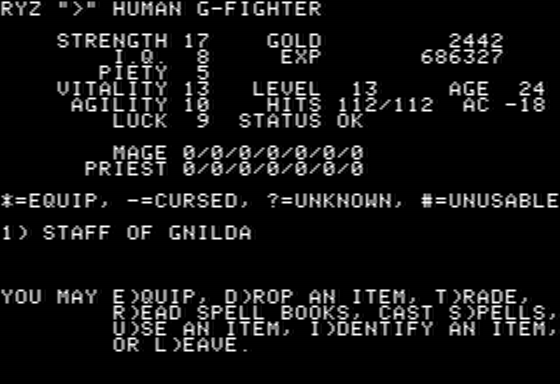 RYZ ">" HUMAN G-FIGHTER
STRENGTH 17 GOLD 2442
I.Q. 8 EXP 686327
PIETY 5
VITALITY 13 LEVEL 13 AGE 24
AGILITY 10 HITS 112/112 AC -18
LUCK 9 STATUS OK
MAGE 0/0/0/0/0/0/0
PRIEST 0/0/0/0/0/0/0
*=EQUIP, -=CURSED, ?=UNKNOWN, #=UNUSABLE
1) STAFF OF GNILDA
YOU MAY E)QUIP, D)ROP AN ITEM, T)RADE,
R)EAD SPELL BOOKS, CAST S)PELLS,
U)SE AN ITEM, I)DENTIFY AN ITEM,
OR L)EAVE.